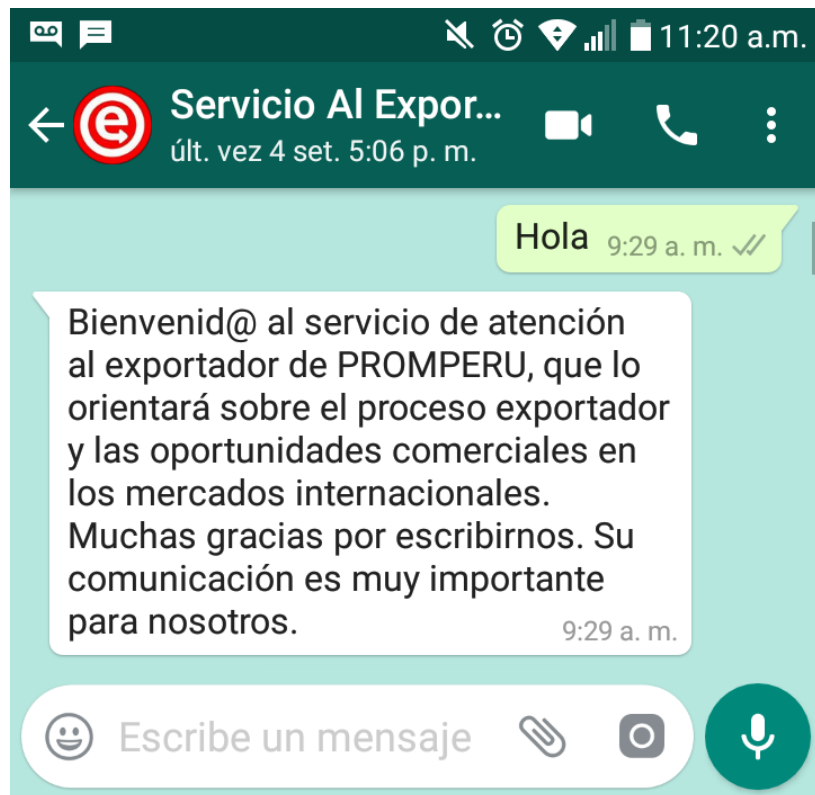 11:20 a.m.
Servicio Al Expor...
últ. vez 4 set. 5:06 p. m.
Hola 9:29 a. m.
Bienvenid@ al servicio de atención
al exportador de PROMPERU, que lo
orientará sobre el proceso exportador
y las oportunidades comerciales en
los mercados internacionales.
Muchas gracias por escribirnos. Su
comunicación es muy importante
para nosotros. 9:29 a. m.
Escribe un mensaje